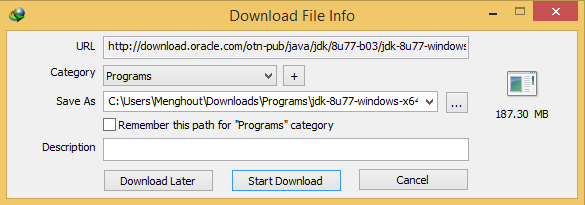 Download File Info
URL http://download.oracle.com/otn-pub/java/jdk/8u77-b03/jdk-8u77-windows
Category Programs +
Save As C:\Users\Menghout\Downloads\Programs\jdk-8u77-windows-x64 ...
Remember this path for "Programs" category
187.30 MB
Description
Download Later Start Download Cancel